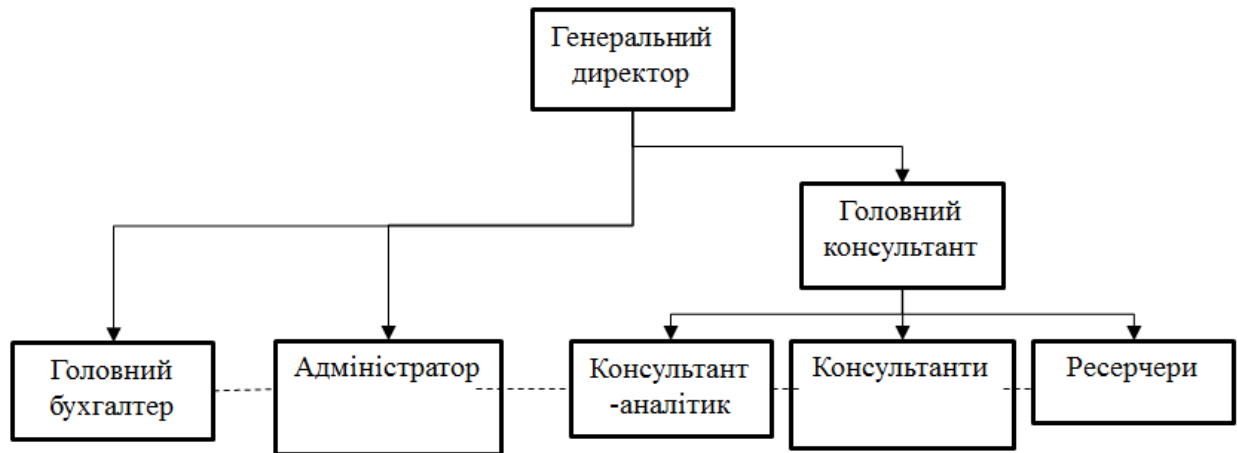 Генеральний
директор
Головний
консультант
Головний
бухгалтер
Адміністратор
Консультант
-аналітик
Консультанти
Ресерчери